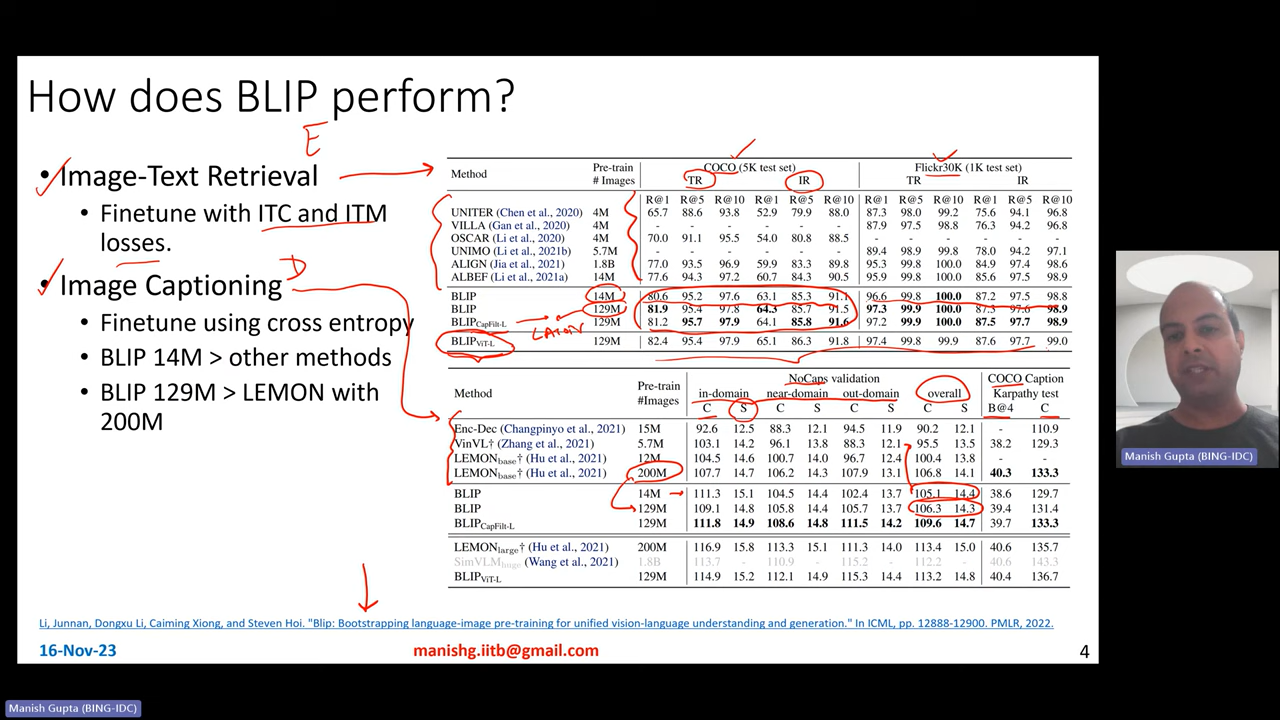 How does BLIP perform?
E
• Image-Text Retrieval
• Finetune with ITC and ITM
losses.
D
• Image Captioning
• Finetune using cross entropy
• BLIP 14M > other methods
• BLIP 129M > LEMON with
200M
Method Pre-train # Images COCO (5K test set) Flickr30K (1K test set)
TR IR TR IR
R@1 R@5 R@10 R@1 R@5 R@10 R@1 R@5 R@10 R@1 R@5 R@10
UNITER (Chen et al., 2020) 4M 65.7 88.6 93.8 52.9 79.9 88.0 87.3 98.0 99.2 75.6 94.1 96.8
VILLA (Gan et al., 2020) 4M - - - - - - 87.9 97.5 98.8 76.3 94.2 96.8
OSCAR (Li et al., 2020) 4M 70.0 91.1 95.5 54.0 80.8 88.5 - - - - - -
UNIMO (Li et al., 2021b) 5.7M - - - - - - 89.4 98.9 99.8 78.0 94.2 97.1
ALIGN (Jia et al., 2021) 1.8B 77.0 93.5 96.9 59.9 83.3 89.8 95.3 99.8 100.0 84.9 97.4 98.6
ALBEF (Li et al., 2021a) 14M 77.6 94.3 97.2 60.7 84.3 90.5 95.9 99.8 100.0 85.6 97.5 98.9
BLIP 14M 80.6 95.2 97.6 63.1 85.3 91.1 96.6 99.8 100.0 87.2 97.5 98.8
BLIP 129M 81.9 95.4 97.8 64.3 85.7 91.5 97.3 99.9 100.0 87.3 97.6 98.9
BLIPCapFilt-L 129M 81.2 95.7 97.9 64.1 85.8 91.6 97.2 99.9 100.0 87.5 97.7 98.9
BLIPViT-L 129M 82.4 95.4 97.9 65.1 86.3 91.8 97.4 99.8 99.9 87.6 97.7 99.0
Method Pre-train #Images NoCaps validation COCO Caption
in-domain near-domain out-domain overall Karpathy test
C S C S C S C S B@4 C
Enc-Dec (Changpinyo et al., 2021) 15M 92.6 12.5 88.3 12.1 94.5 11.9 90.2 12.1 - 110.9
VinVL† (Zhang et al., 2021) 5.7M 103.1 14.2 96.1 13.8 88.3 12.1 95.5 13.5 38.2 129.3
LEMONbase† (Hu et al., 2021) 12M 104.5 14.6 100.7 14.0 96.7 12.4 100.4 13.8 - -
LEMONbase† (Hu et al., 2021) 200M 107.7 14.7 106.2 14.3 107.9 13.1 106.8 14.1 40.3 133.3
BLIP 14M 111.3 15.1 104.5 14.4 102.4 13.7 105.1 14.4 38.6 129.7
BLIP 129M 109.1 14.8 105.8 14.4 105.7 13.7 106.3 14.3 39.4 131.4
BLIPCapFilt-L 129M 111.8 14.9 108.6 14.8 111.5 14.2 109.6 14.7 39.7 133.3
LEMONlarge† (Hu et al., 2021) 200M 116.9 15.8 113.3 15.1 111.3 14.0 113.4 15.0 40.6 135.7
SimVLMhuge (Wang et al., 2021) 1.8B 113.7 - 110.9 - 115.2 - 112.2 - 40.6 143.3
BLIPViT-L 129M 114.9 15.2 112.1 14.9 115.3 14.4 113.2 14.8 40.4 136.7
Li, Junnan, Dongxu Li, Caiming Xiong, and Steven Hoi. "Blip: Bootstrapping language-image pre-training for unified vision-language understanding and generation." In ICML, pp. 12888-12900. PMLR, 2022.
16-Nov-23 manishg.iitb@gmail.com 4
Manish Gupta (BING-IDC)
Manish Gupta (BING-IDC)